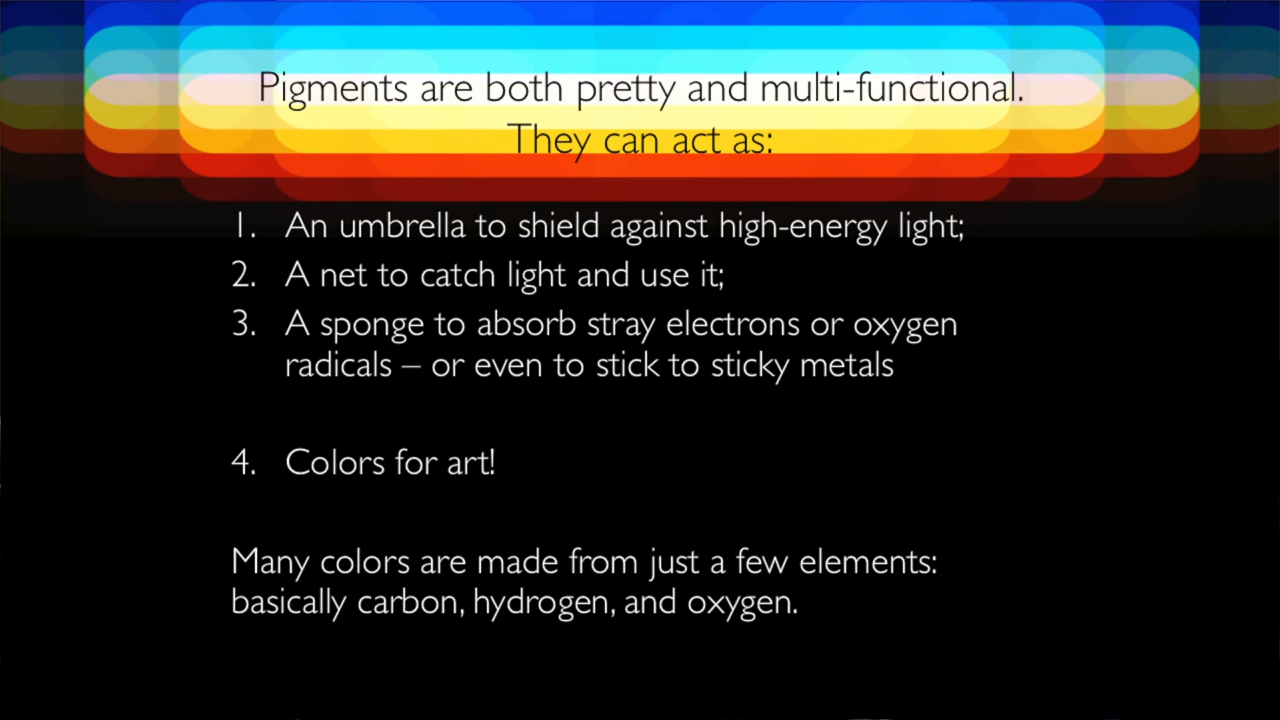 Pigments are both pretty and multi-functional.
They can act as:
1. An umbrella to shield against high-energy light;
2. A net to catch light and use it;
3. A sponge to absorb stray electrons or oxygen
radicals – or even to stick to sticky metals
4. Colors for art!
Many colors are made from just a few elements:
basically carbon, hydrogen, and oxygen.